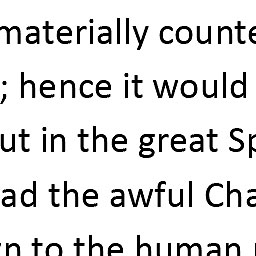 materially counte
; hence it would
ut in the great Sp
ad the awful Cha
n to the human